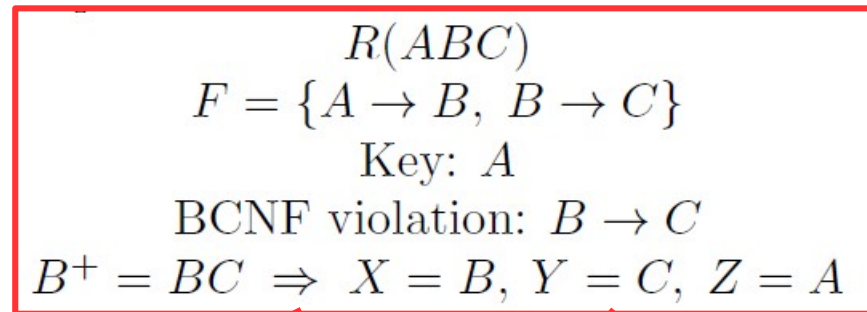 R(ABC)
F = {A → B, B → C}
Key: A
BCNF violation: B → C
B⁺ = BC ⇒ X = B, Y = C, Z = A